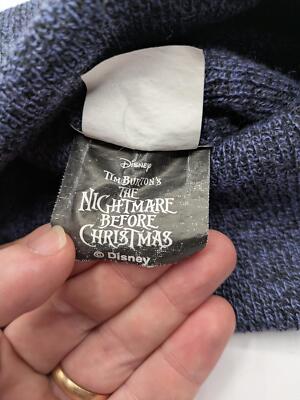 Disney
TIM BURTON'S
THE
NIGHTMARE
BEFORE
CHRISTMAS
© Disney